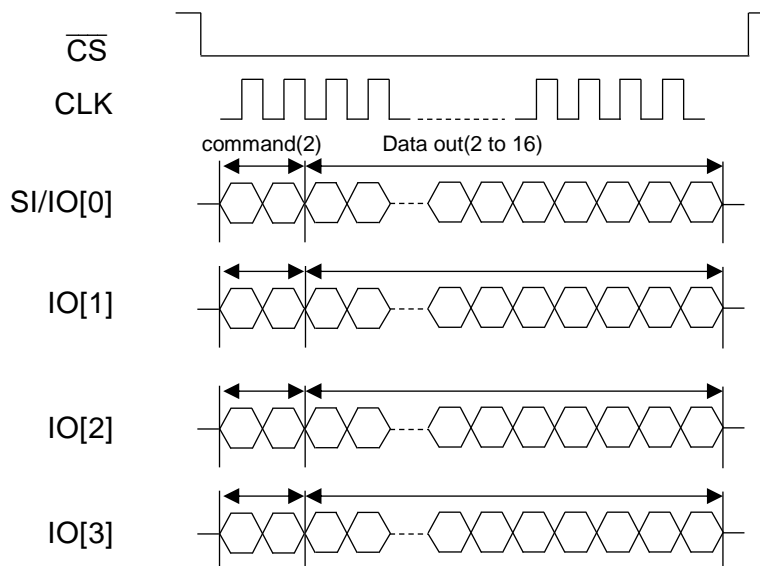 CS
CLK
command(2) Data out(2 to 16)
SI/IO[0]
IO[1]
IO[2]
IO[3]